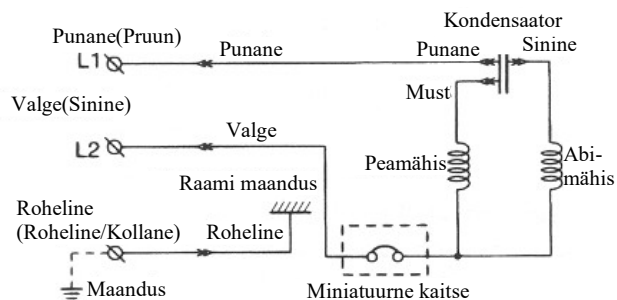 Kondensaator
Punane(Pruun)
Punane
Punane
Sinine
L1
Must
Valge(Sinine)
Valge
L2
Peamähis
Abi-
mähis
Raami maandus
Roheline
(Roheline/Kollane)
Roheline
Maandus
Miniatuurne kaitse